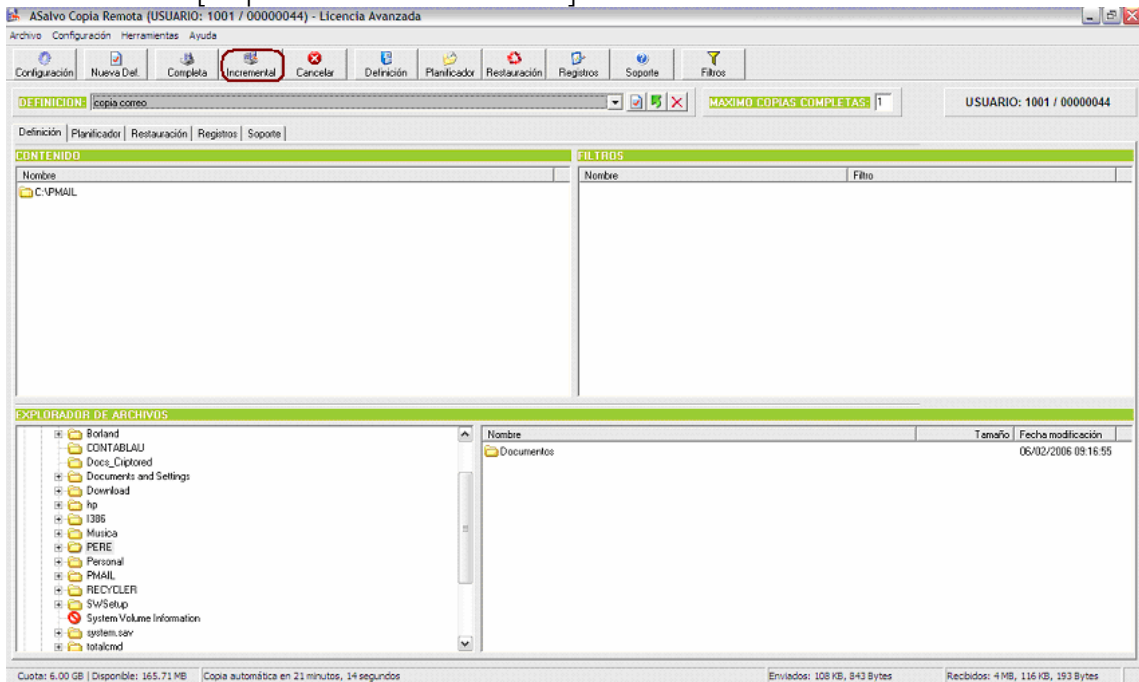 ASalvo Copia Remota (USUARIO: 1001 / 00000044) - Licencia Avanzada
Archivo Configuración Herramientas Ayuda
Configuración Nueva Def. Completa Incremental Cancelar Definición Planificador Restauración Registros Soporte Filtros
DEFINICION: copia correo MAXIMO COPIAS COMPLETAS: 1 USUARIO: 1001 / 00000044
Definición Planificador Restauración Registros Soporte
CONTENIDO FILTROS
Nombre Nombre Filtro
C:\PMAIL
EXPLORADOR DE ARCHIVOS
Nombre Tamaño Fecha modificación
Documentos 06/02/2006 09:16:55
Borland
CONTABLAU
Docs_Criptored
Documents and Settings
Download
hp
I386
Musica
PERE
Personal
PMAIL
RECYCLER
SWSetup
System Volume Information
system.sav
totalcmd
Cuota: 6.00 GB Disponible: 165.71 MB Copia automática en 21 minutos, 14 segundos Enviados: 108 KB, 843 Bytes Recibidos: 4 MB, 116 KB, 193 Bytes